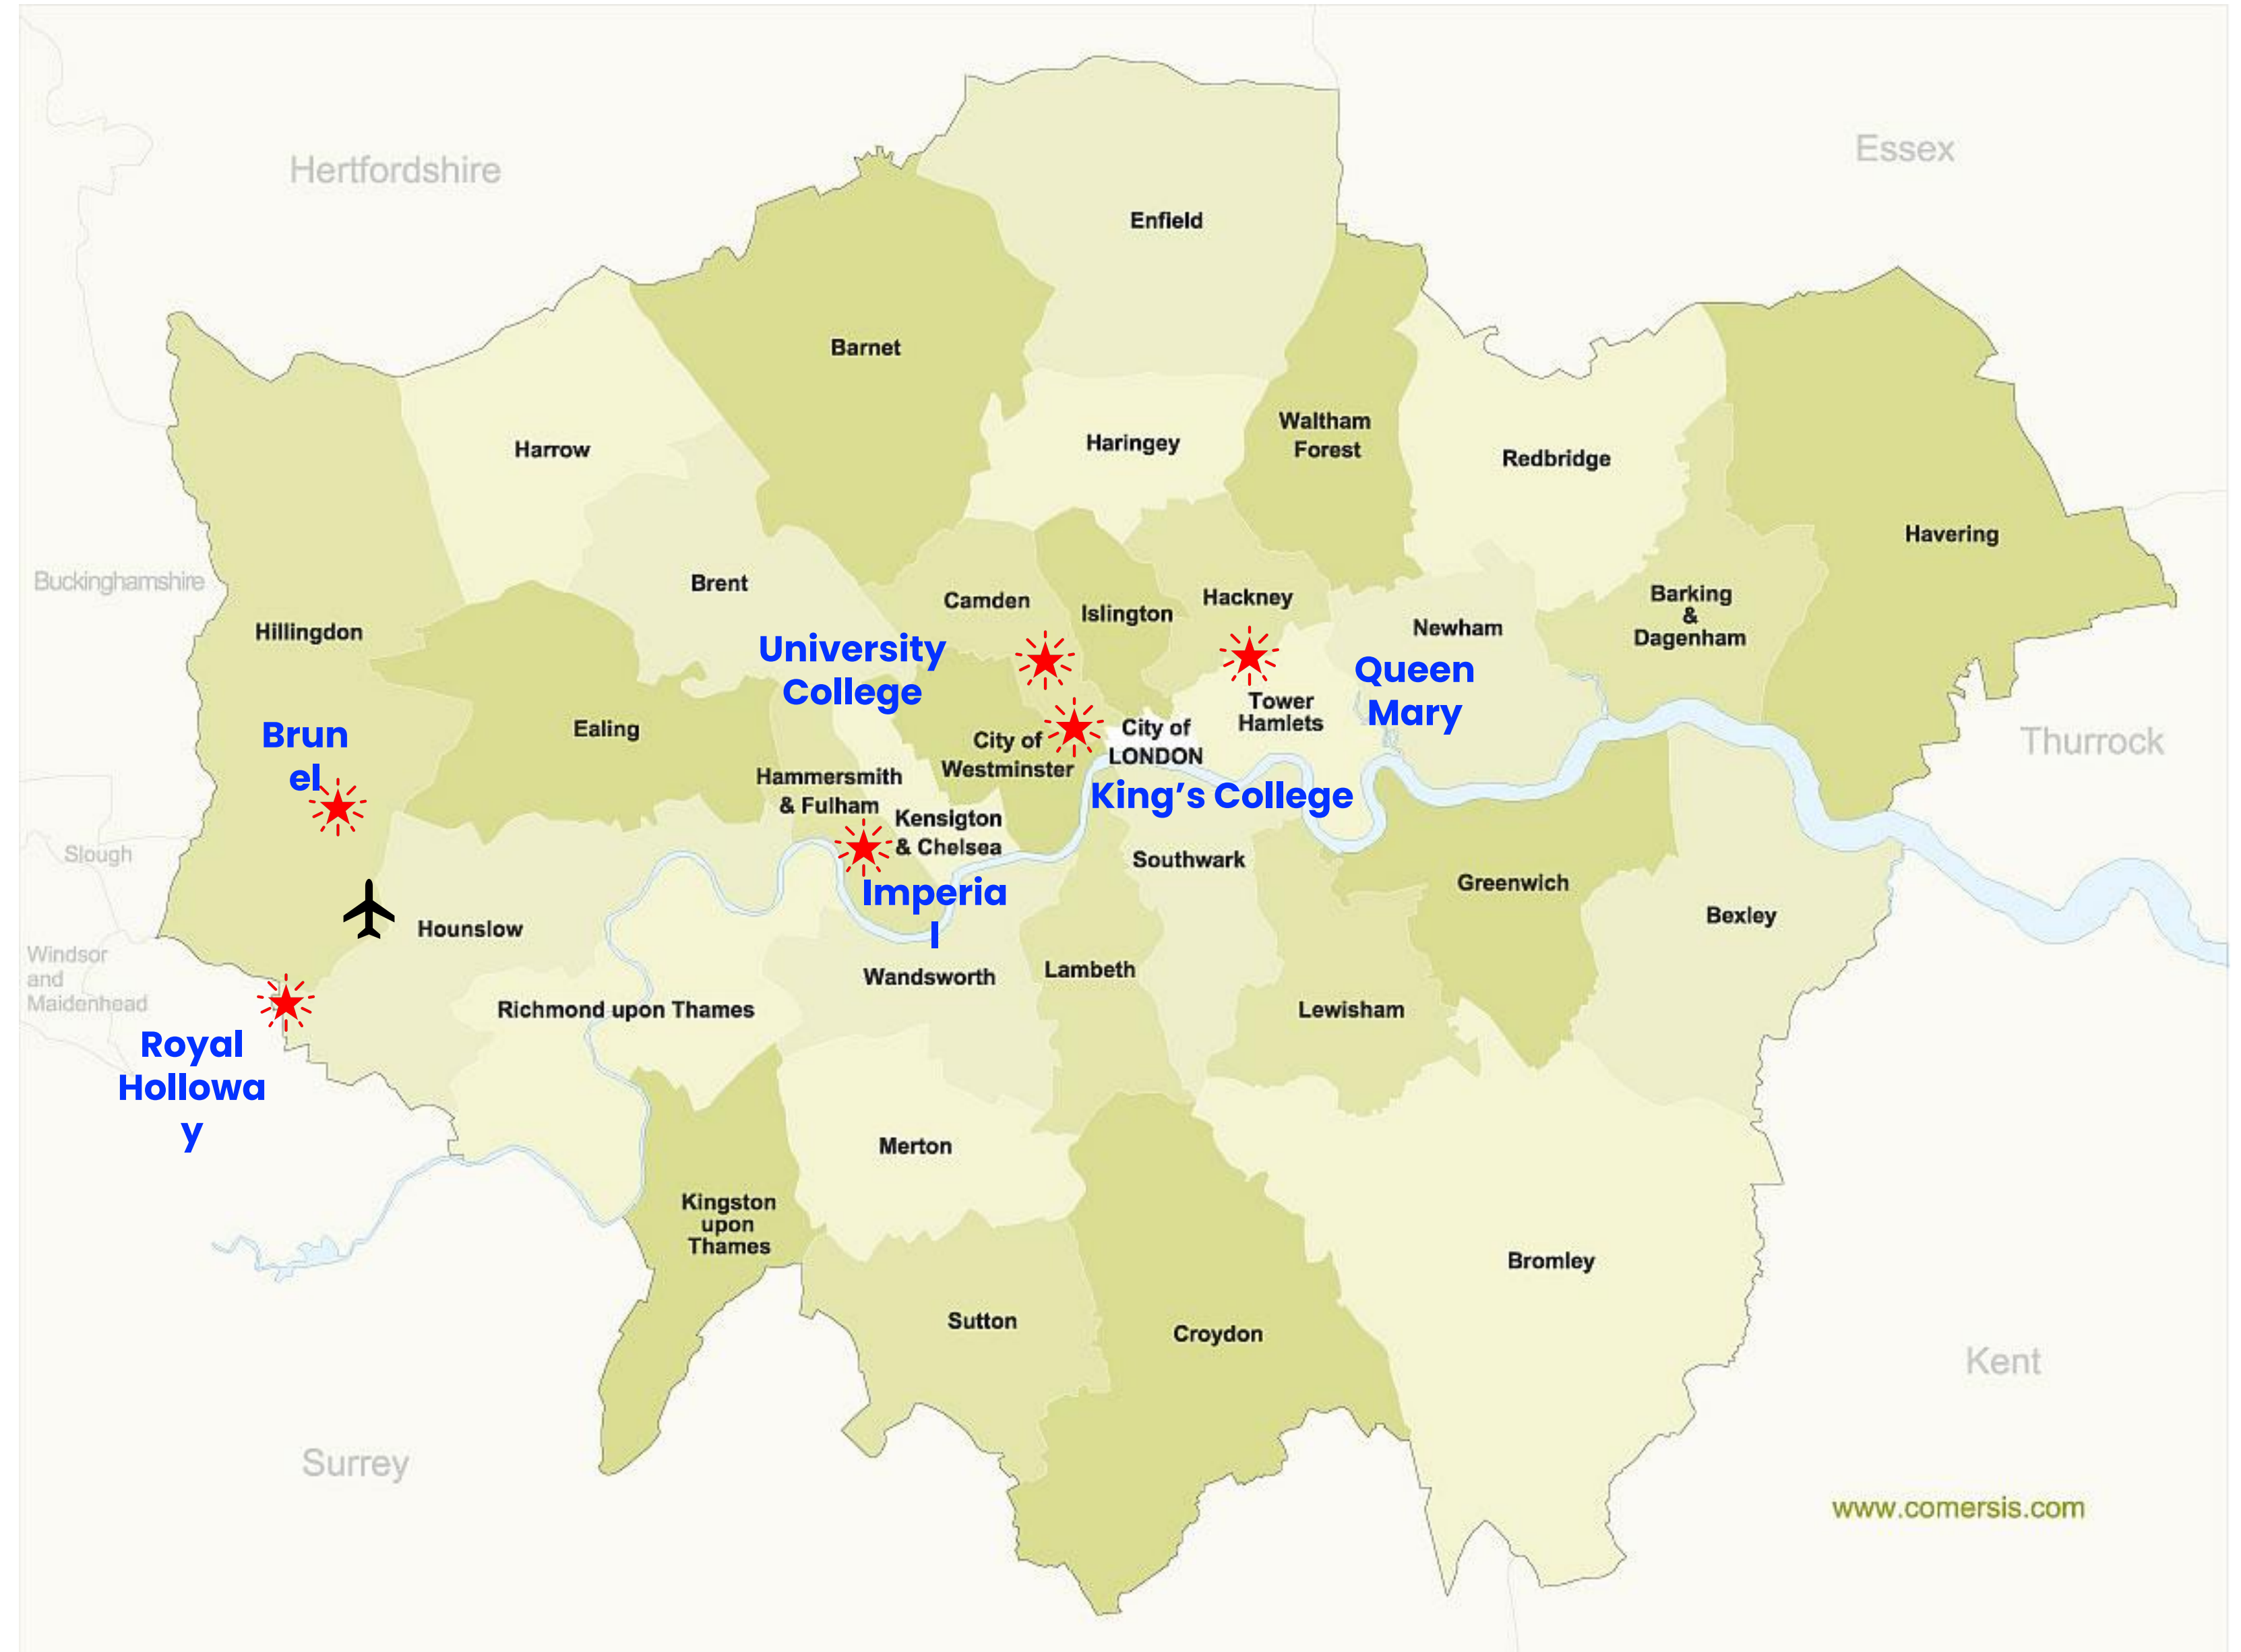 Hertfordshire
Essex
Enfield
Barnet
Waltham
Forest
Haringey
Harrow
Redbridge
Havering
Buckinghamshire
Brent
Camden
Islington
Hackney
Barking
&
Dagenham
Newham
Hillingdon
University
College
Queen
Mary
Tower
Hamlets
Brun
el
Ealing
City of
Westminster
City of
LONDON
Thurrock
Hammersmith
& Fulham
King’s College
Kensigton
& Chelsea
Slough
Southwark
Imperia
l
Greenwich
Bexley
Hounslow
Windsor
and
Maidenhead
Wandsworth
Lambeth
Richmond upon Thames
Lewisham
Royal
Hollowa
y
Merton
Kingston
upon
Thames
Bromley
Sutton
Croydon
Kent
Surrey
www.comersis.com